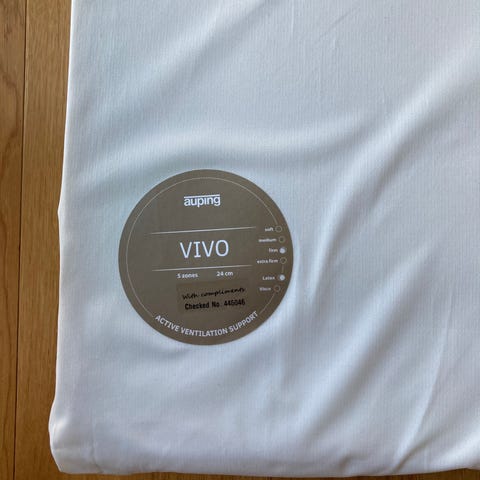 auping
VIVO
5 zones 24 cm
soft
medium
firm
extra firm
Latex
Visco
With compliments
Checked No. 446046
ACTIVE VENTILATION SUPPORT